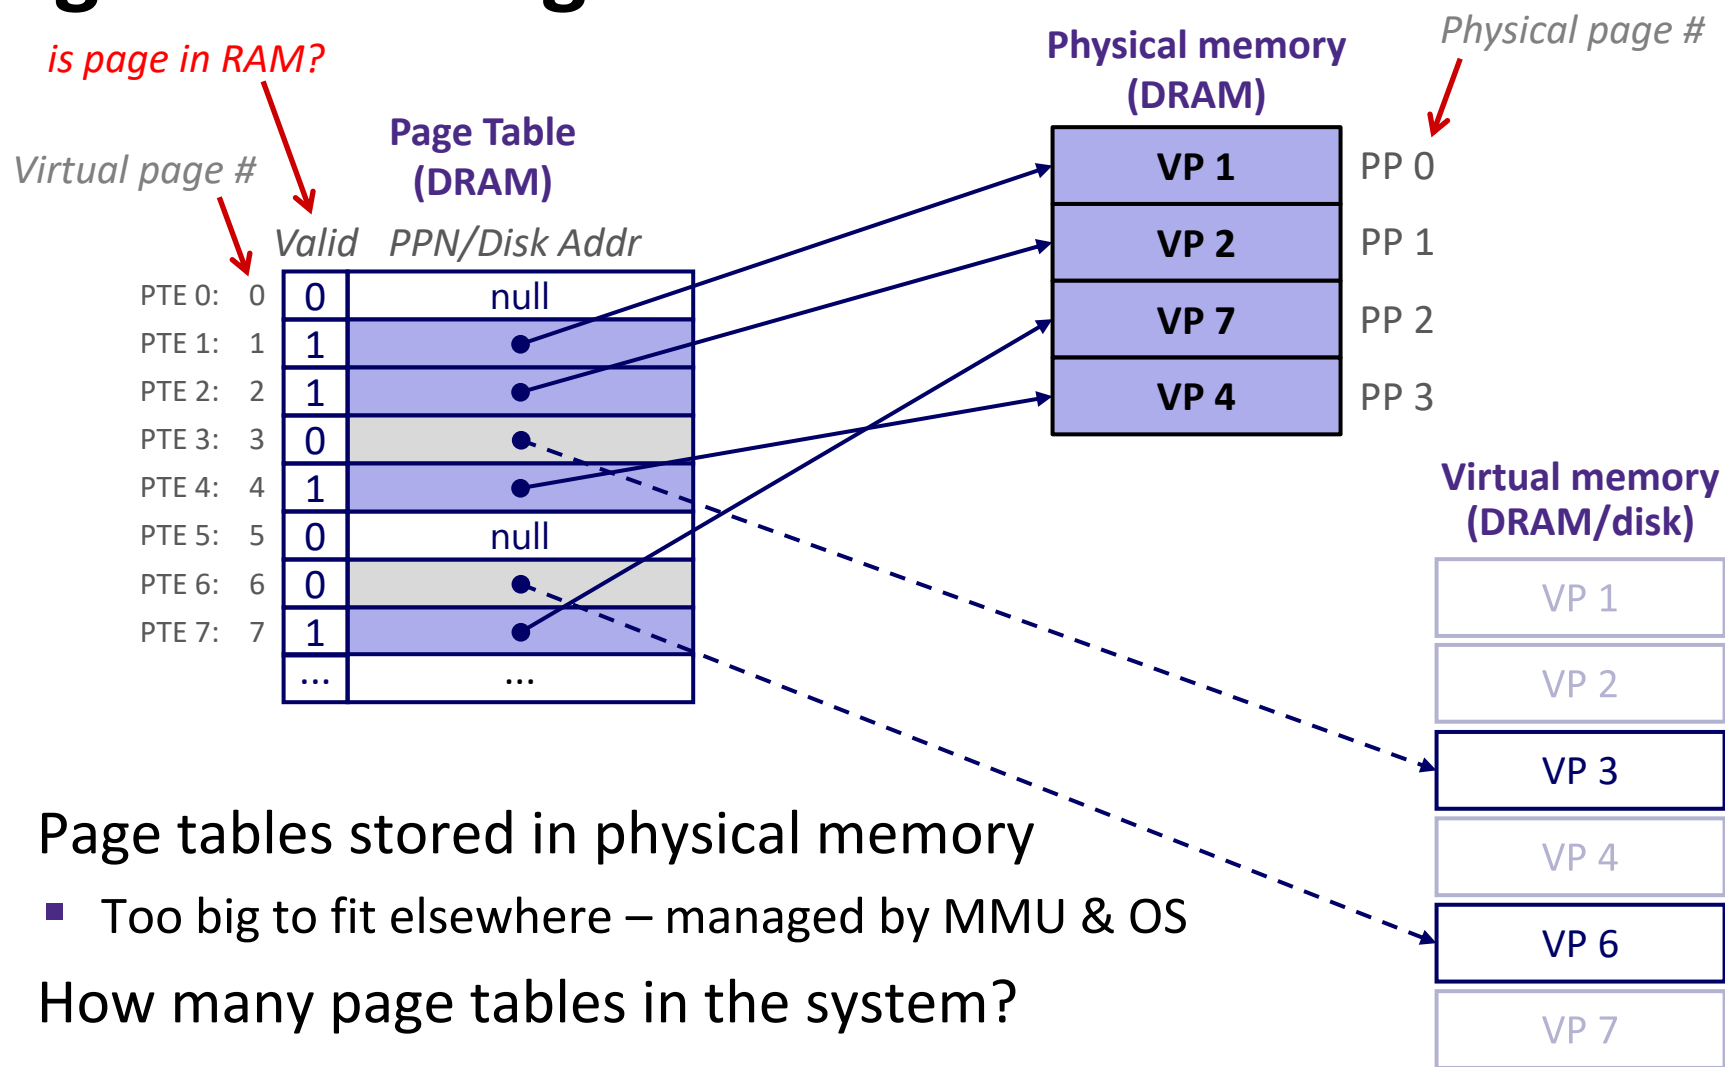 is page in RAM?
Virtual page #
Page Table
(DRAM)
Valid PPN/Disk Addr
PTE 0: 0 0 null
PTE 1: 1 1
PTE 2: 2 1
PTE 3: 3 0
PTE 4: 4 1
PTE 5: 5 0 null
PTE 6: 6 0
PTE 7: 7 1
... ...
Physical memory
(DRAM)
Physical page #
VP 1 PP 0
VP 2 PP 1
VP 7 PP 2
VP 4 PP 3
Virtual memory
(DRAM/disk)
VP 1
VP 2
VP 3
VP 4
VP 6
VP 7
Page tables stored in physical memory
▪ Too big to fit elsewhere – managed by MMU & OS
How many page tables in the system?